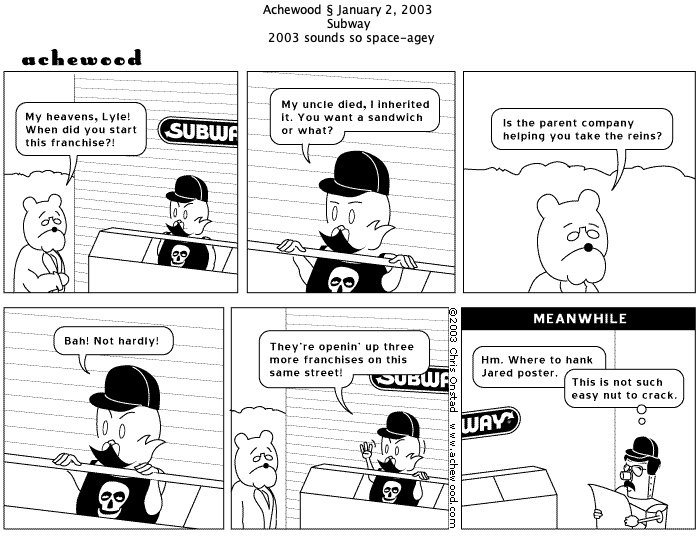 Achewood § January 2, 2003
Subway
2003 sounds so space-agey
achewood
My heavens, Lyle!
When did you start
this franchise?!
SUBWA
My uncle died, I inherited
it. You want a sandwich
or what?
Is the parent company
helping you take the reins?
Bah! Not hardly!
They're openin' up three
more franchises on this
same street!
SUBWA
©2003 Chris Onstad www.achewood.com
MEANWHILE
Hm. Where to hank
Jared poster.
This is not such
easy nut to crack.
WAY